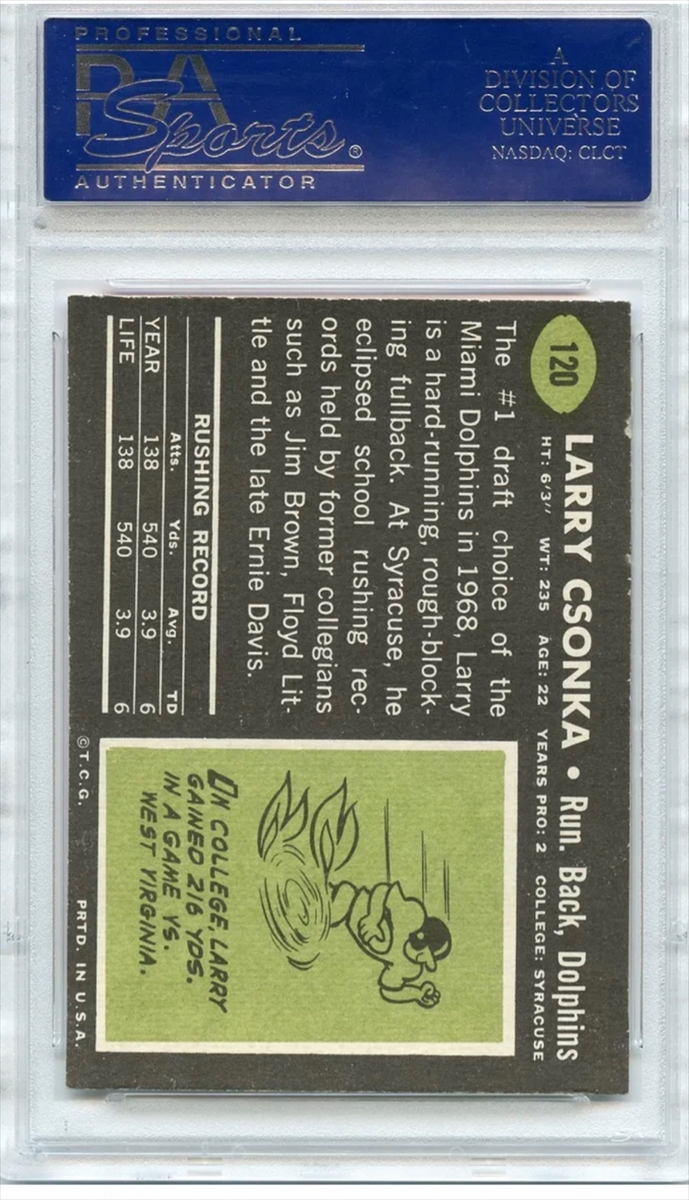 PROFESSIONAL
PSA
Sports®
AUTHENTICATOR
A
DIVISION OF
COLLECTORS
UNIVERSE
NASDAQ: CLCT
120
LARRY CSONKA • Run. Back, Dolphins
HT: 6'3" WT: 235 AGE: 22 YEARS PRO: 2 COLLEGE: SYRACUSE
The #1 draft choice of the
Miami Dolphins in 1968, Larry
is a hard-running, rough-block-
ing fullback. At Syracuse, he
eclipsed school rushing rec-
ords held by former collegians
such as Jim Brown, Floyd Lit-
tle and the late Ernie Davis.
RUSHING RECORD
Atts. Yds. Avg. TD
YEAR 138 540 3.9 6
LIFE 138 540 3.9 6
IN COLLEGE, LARRY
GAINED 216 YDS.
IN A GAME VS.
WEST VIRGINIA.
©T.C.G. PRTD. IN U.S.A.